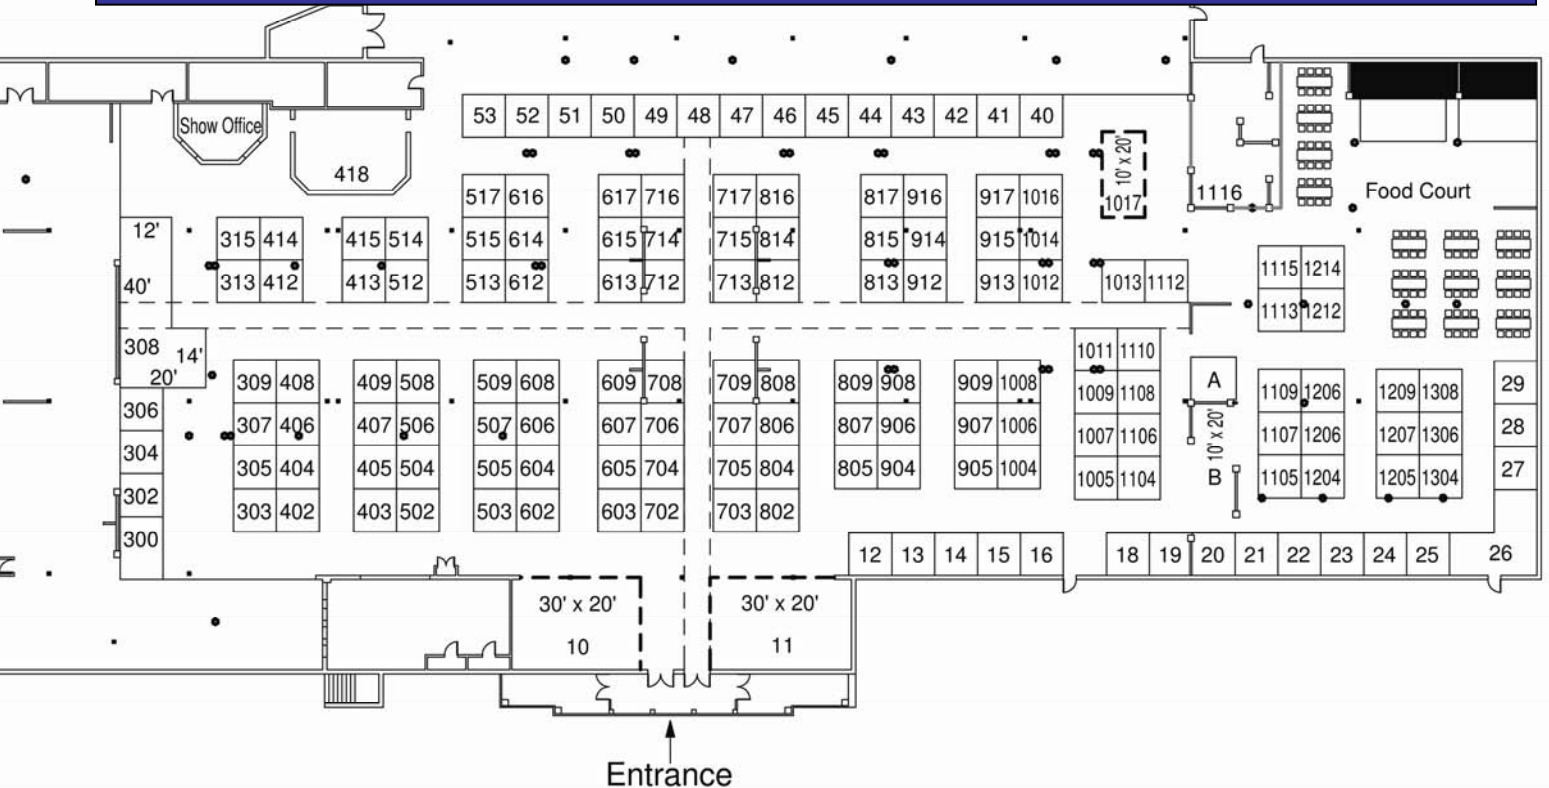 53 52 51 50 49 48 47 46 45 44 43 42 41 40
Show Office
418
10' x 20'
1017
1116
Food Court
517 616 617 716 717 816 817 916 917 1016
12'
315 414 415 514 515 614 615 714 715 814 815 914 915 1014
40'
313 412 413 512 513 612 613 712 713 812 813 912 913 1012 1013 1112
1115 1214
1113 1212
308
14'
20'
1011 1110
309 408 409 508 509 608 609 708 709 808 809 908 909 1008 1009 1108
A
1109 1206 1209 1308
29
306
307 406 407 506 507 606 607 706 707 806 807 906 907 1006 1007 1106
10' x 20'
1107 1206 1207 1306
28
304
305 404 405 504 505 604 605 704 705 804 805 904 905 1004 1005 1104
B
1105 1204 1205 1304
27
302
303 402 403 502 503 602 603 702 703 802
300
12 13 14 15 16 18 19 20 21 22 23 24 25 26
30' x 20'
10
30' x 20'
11
Entrance